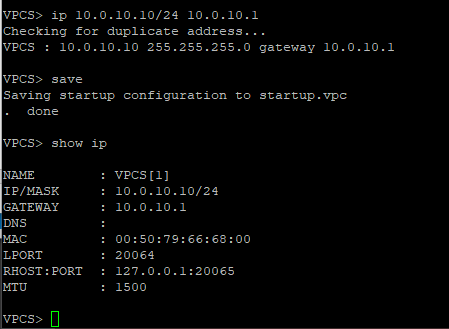 VPCS> ip 10.0.10.10/24 10.0.10.1
Checking for duplicate address...
VPCS : 10.0.10.10 255.255.255.0 gateway 10.0.10.1
VPCS> save
Saving startup configuration to startup.vpc
.  done
VPCS> show ip
NAME        : VPCS[1]
IP/MASK     : 10.0.10.10/24
GATEWAY     : 10.0.10.1
DNS         :
MAC         : 00:50:79:66:68:00
LPORT       : 20064
RHOST:PORT  : 127.0.0.1:20065
MTU         : 1500
VPCS>